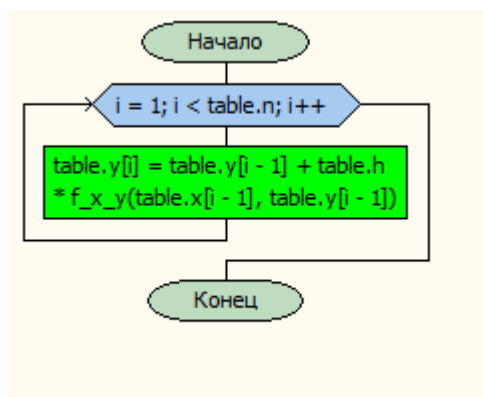 Начало
i = 1; i < table.n; i++
table.y[i] = table.y[i - 1] + table.h
* f_x_y(table.x[i - 1], table.y[i - 1])
Конец